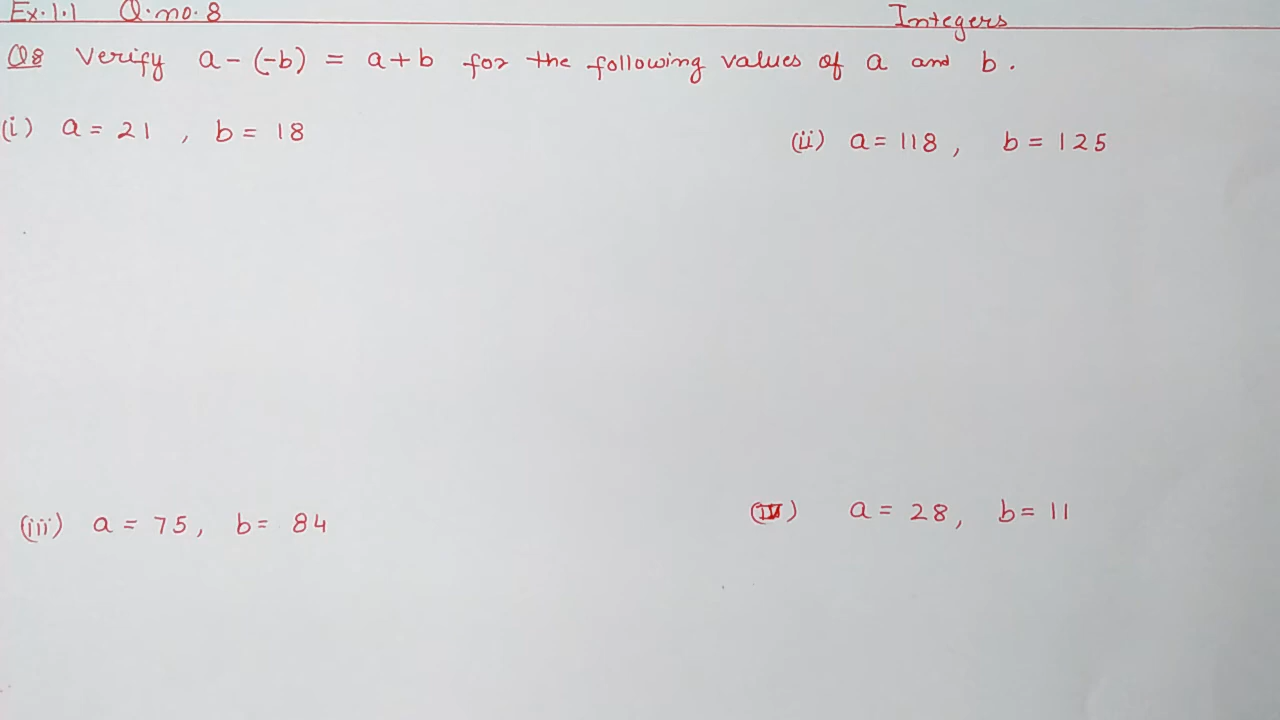 Ex.1.1 Q.no.8 Integers
Q8 Verify a-(-b) = a+b for the following values of a and b.
(i) a = 21 , b = 18
(ii) a = 118 , b = 125
(iii) a = 75, b = 84
(iv) a = 28, b = 11